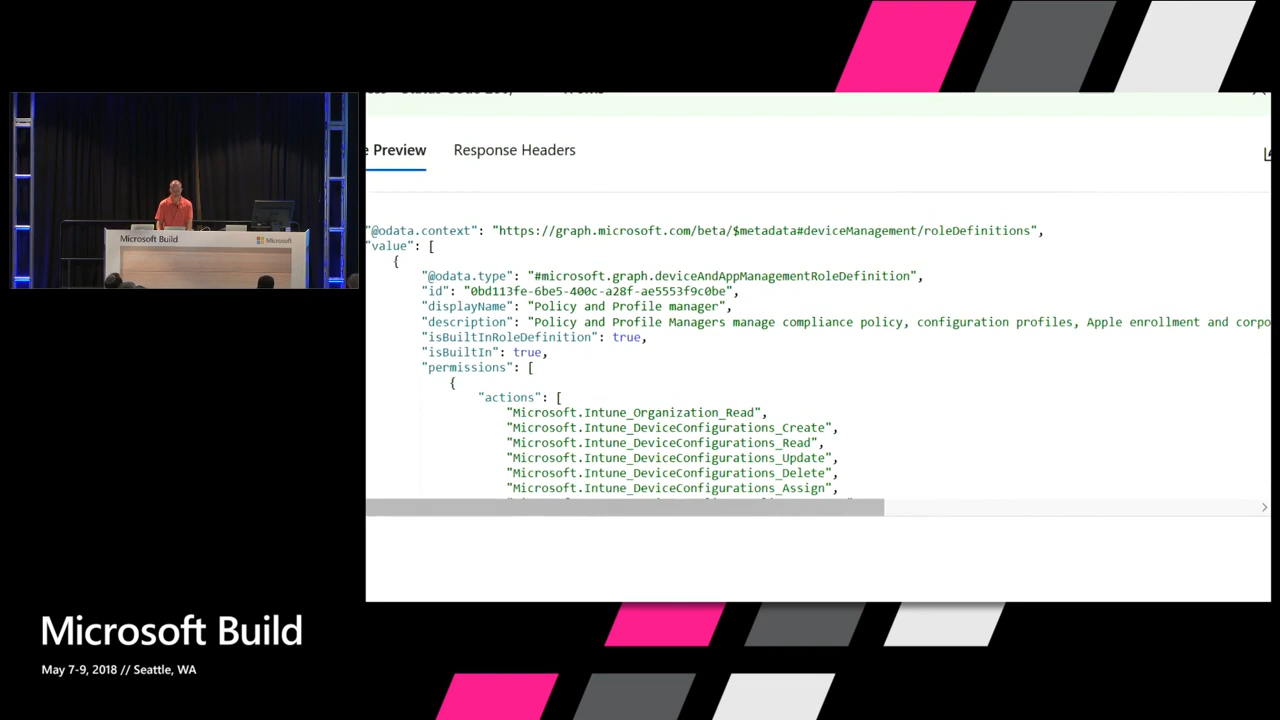 Preview
Response Headers
@odata.context": "https://graph.microsoft.com/beta/$metadata#deviceManagement/roleDefinitions",
"value": [
{
"@odata.type": "#microsoft.graph.deviceAndAppManagementRoleDefinition",
"id": "0bd113fe-6be5-400c-a28f-ae5553f9c0be",
"displayName": "Policy and Profile manager",
"description": "Policy and Profile Managers manage compliance policy, configuration profiles, Apple enrollment and corpo
"isBuiltInRoleDefinition": true,
"isBuiltIn": true,
"permissions": [
{
"actions": [
"Microsoft.Intune_Organization_Read",
"Microsoft.Intune_DeviceConfigurations_Create",
"Microsoft.Intune_DeviceConfigurations_Read",
"Microsoft.Intune_DeviceConfigurations_Update",
"Microsoft.Intune_DeviceConfigurations_Delete",
"Microsoft.Intune_DeviceConfigurations_Assign",
Microsoft Build
Microsoft
Microsoft Build
May 7-9, 2018 // Seattle, WA